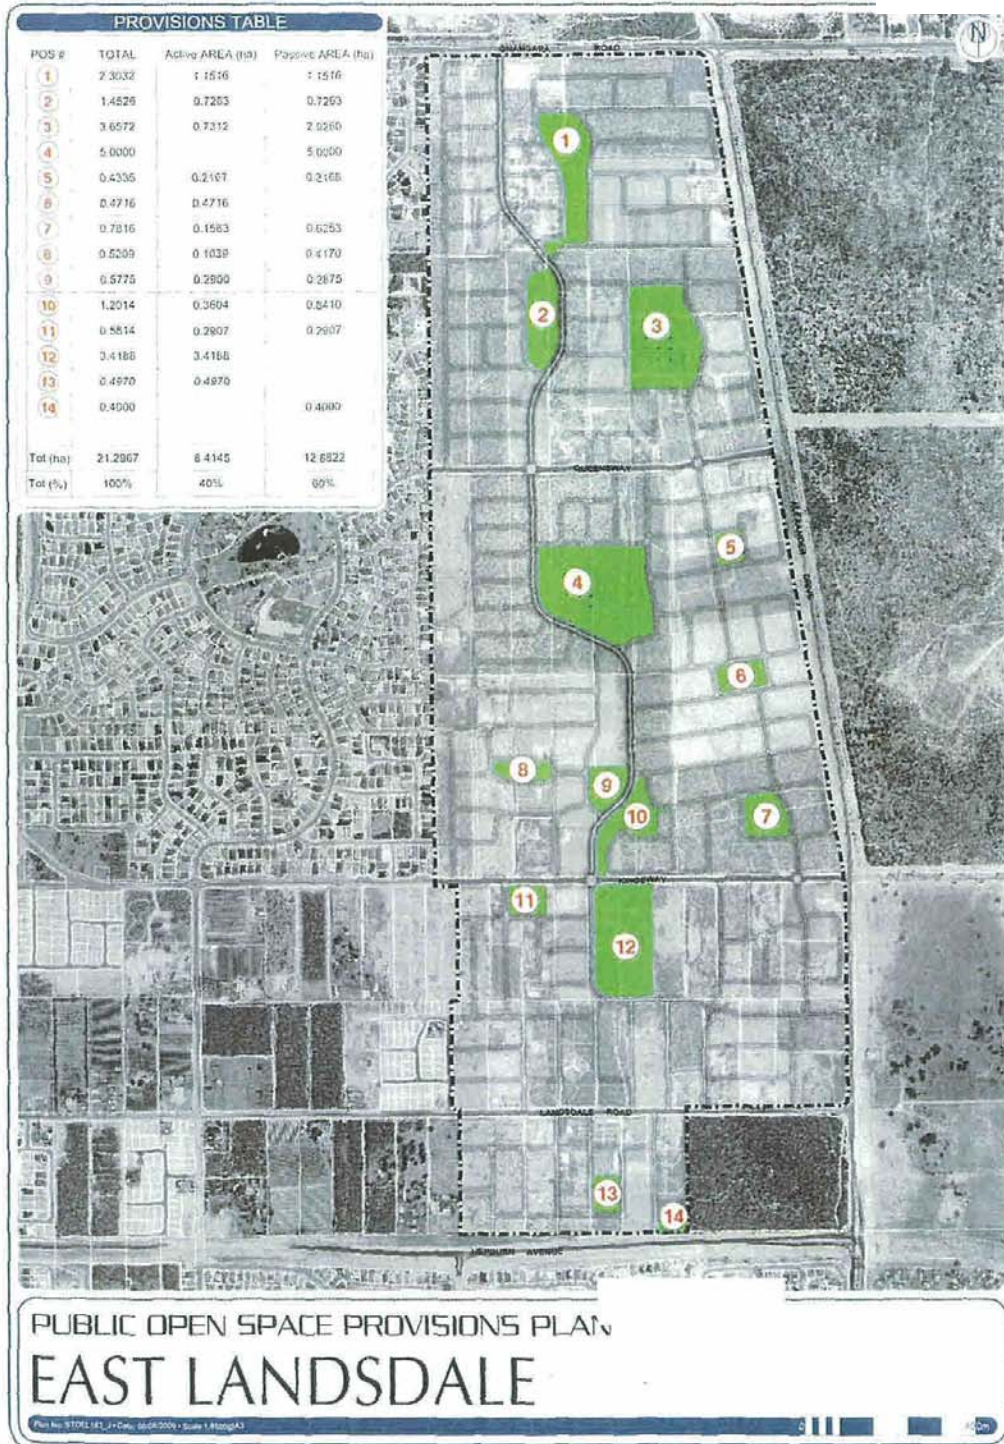 PROVISIONS TABLE
POS # TOTAL Active AREA (ha) Passive AREA (ha)
1 2.3032 1.1516 1.1516
2 1.4526 0.7263 0.7263
3 3.6572 0.7312
4 5.0000 5.0000
5 0.4335 0.2167 0.2168
6 0.4716 0.4716
7 0.7816 0.1563 0.6253
8 0.5209 0.1039 0.4170
9 0.5775 0.2900 0.2875
10 1.2014 0.3604 0.8410
11 0.5814 0.2907 0.2907
12 3.4188 3.4188
13 0.4970 0.4970
14 0.4000 0.4000
Tot (ha) 21.2967 8.4145 12.8822
Tot (%) 100% 40% 60%
N
GNANGARA ROAD
1
2
3
QUEENSWAY
ALEXANDER DRIVE
5
4
6
8
9
10
7
KINGSWAY
11
12
LANDSDALE ROAD
13
14
HEPBURN AVENUE
PUBLIC OPEN SPACE PROVISIONS PLAN
EAST LANDSDALE
0